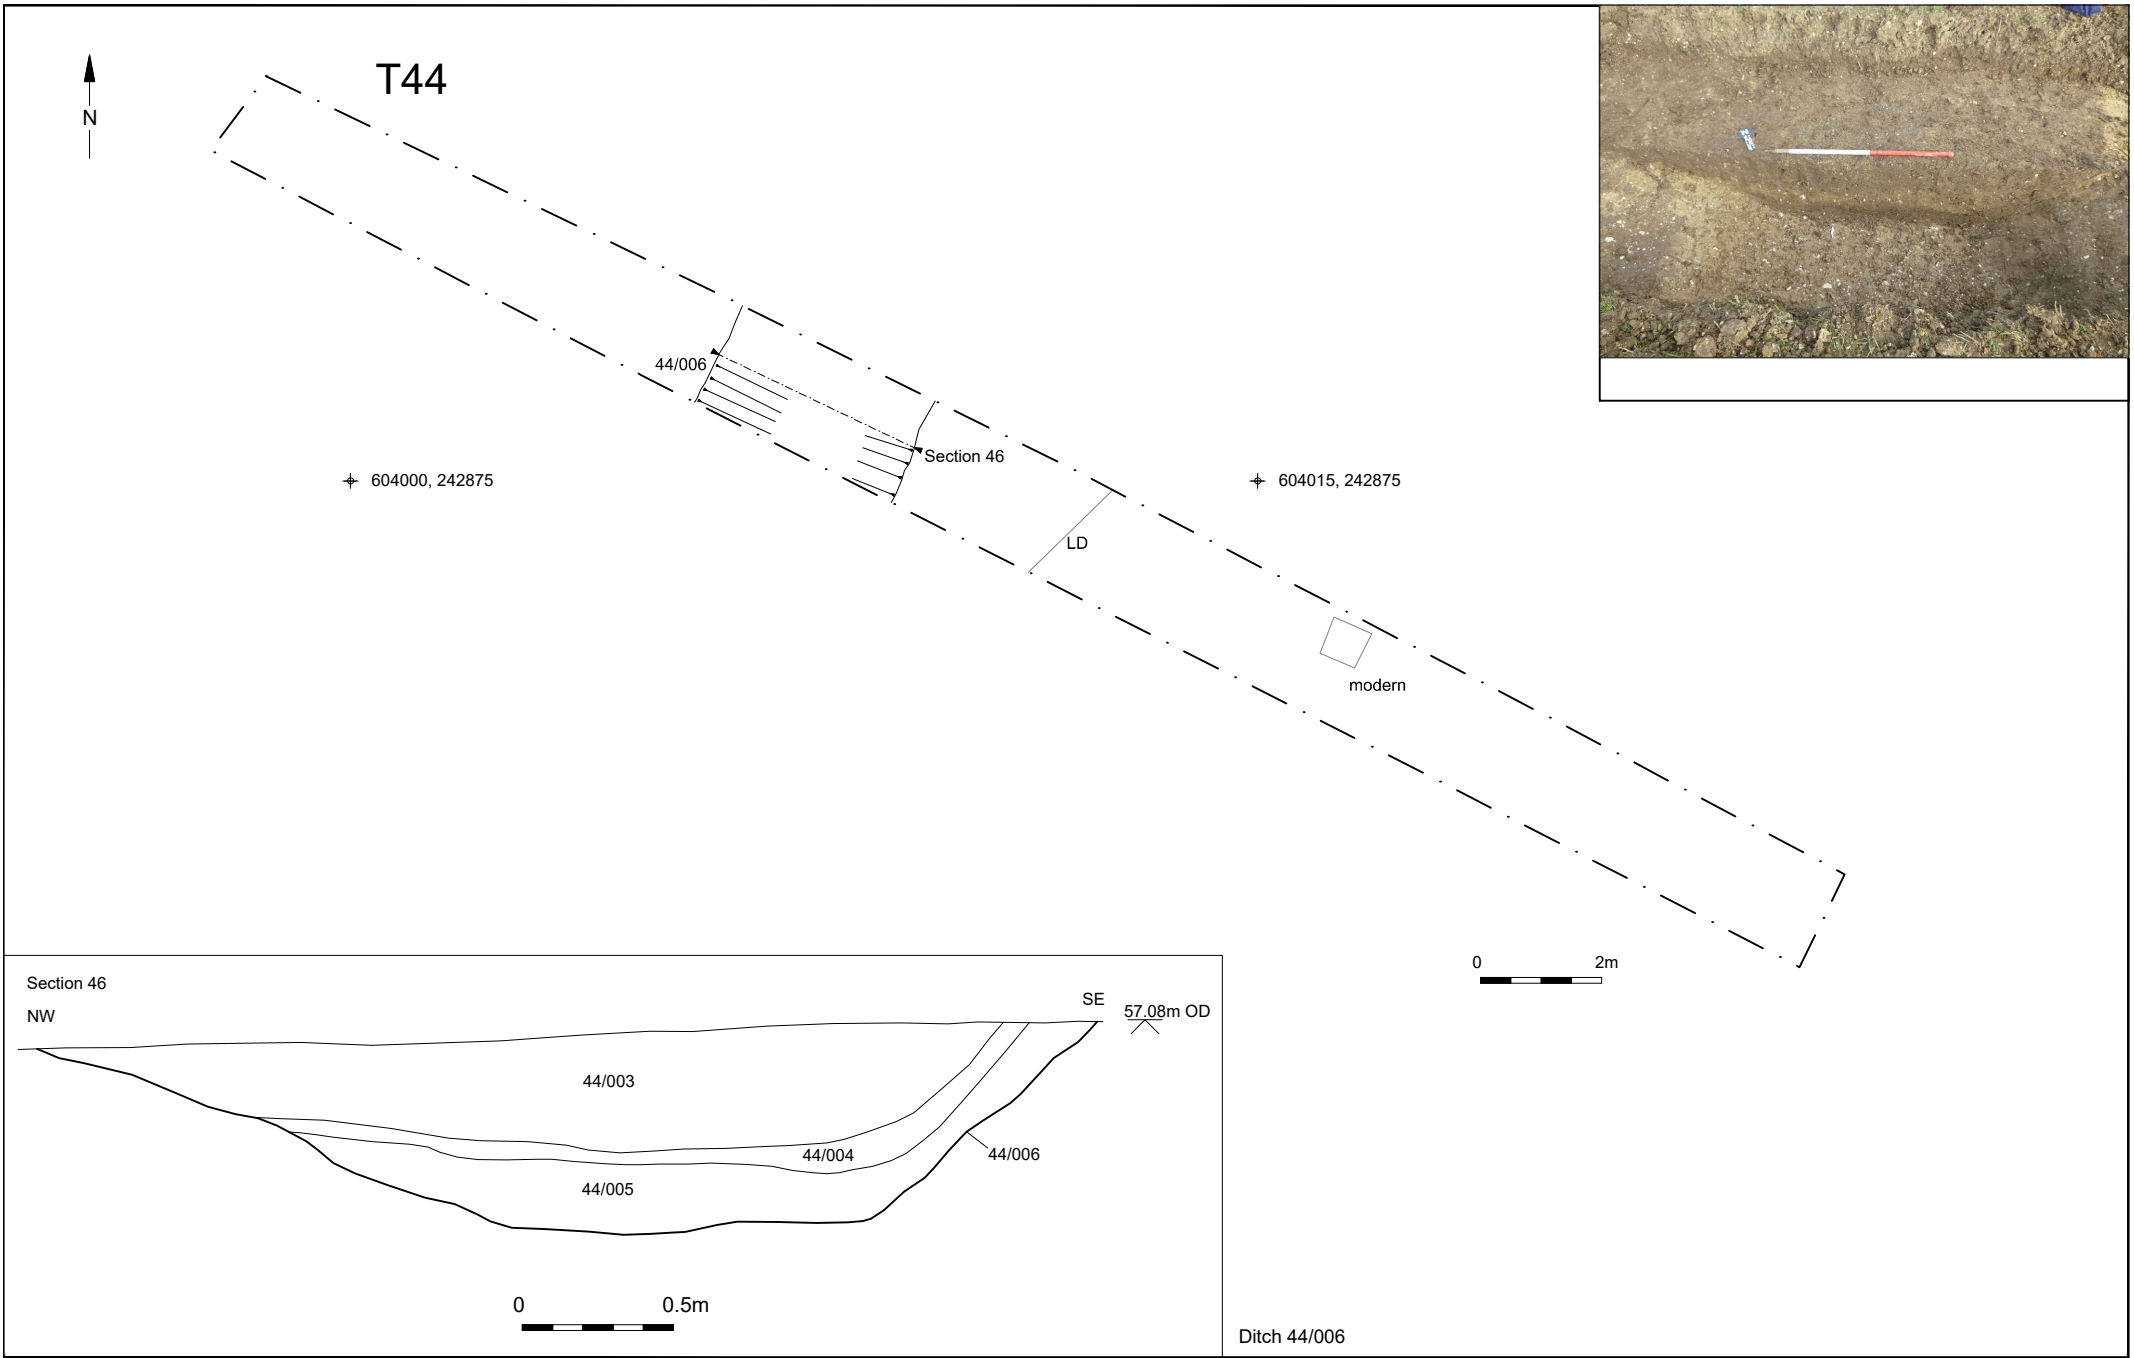 T44
N
44/006
Section 46
604000, 242875
604015, 242875
LD
modern
0 2m
Section 46
NW
SE
57.08m OD
44/003
44/004
44/006
44/005
0 0.5m
Ditch 44/006